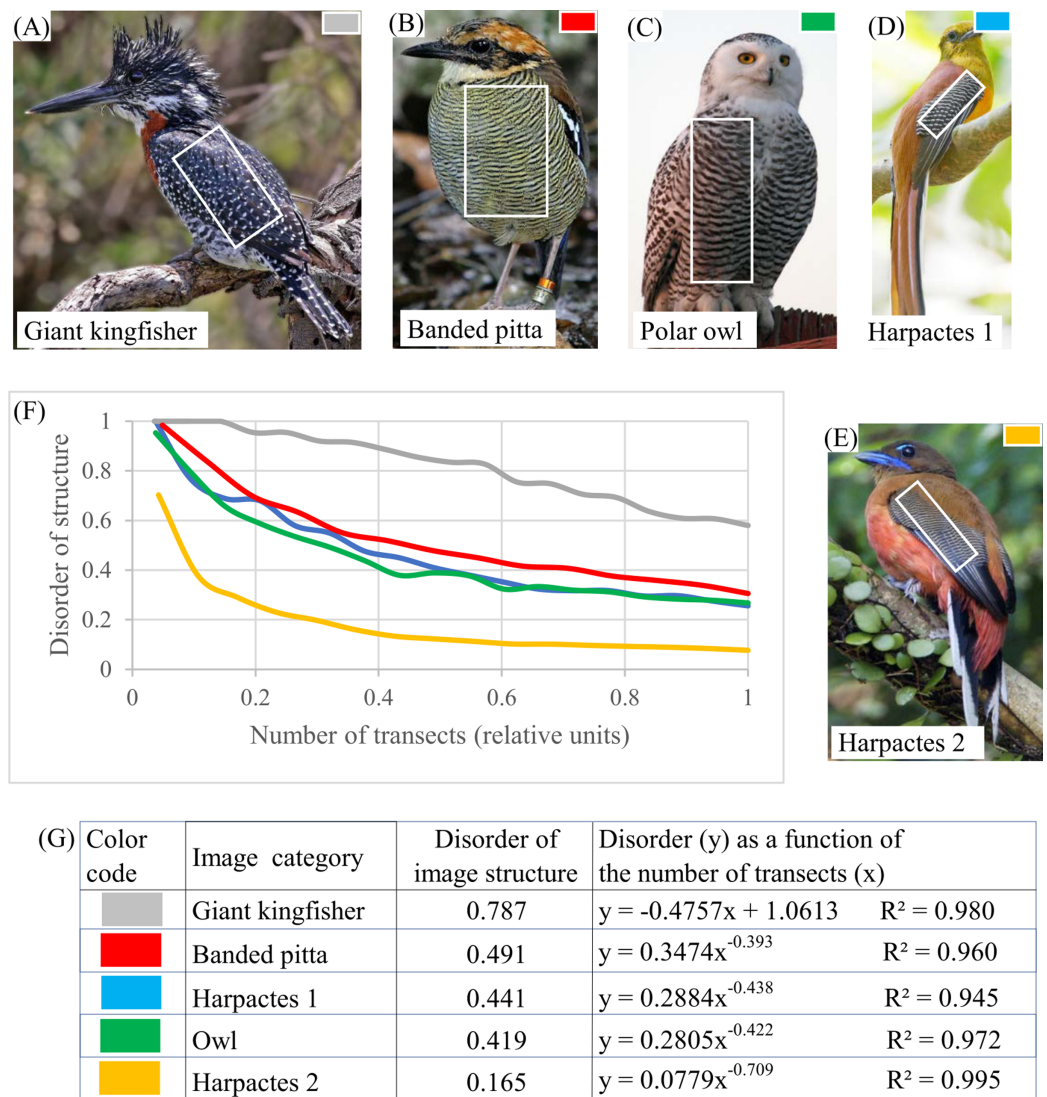 (A)
Giant kingfisher
(B)
Banded pitta
(C)
Polar owl
(D)
Harpactes 1
(F)
Disorder of structure
1
0.8
0.6
0.4
0.2
0
0 0.2 0.4 0.6 0.8 1
Number of transects (relative units)
(E)
Harpactes 2
(G)
Color code
Image category
Disorder of image structure
Disorder (y) as a function of the number of transects (x)
Giant kingfisher 0.787 y = -0.4757x + 1.0613 R² = 0.980
Banded pitta 0.491 y = 0.3474x^-0.393 R² = 0.960
Harpactes 1 0.441 y = 0.2884x^-0.438 R² = 0.945
Owl 0.419 y = 0.2805x^-0.422 R² = 0.972
Harpactes 2 0.165 y = 0.0779x^-0.709 R² = 0.995